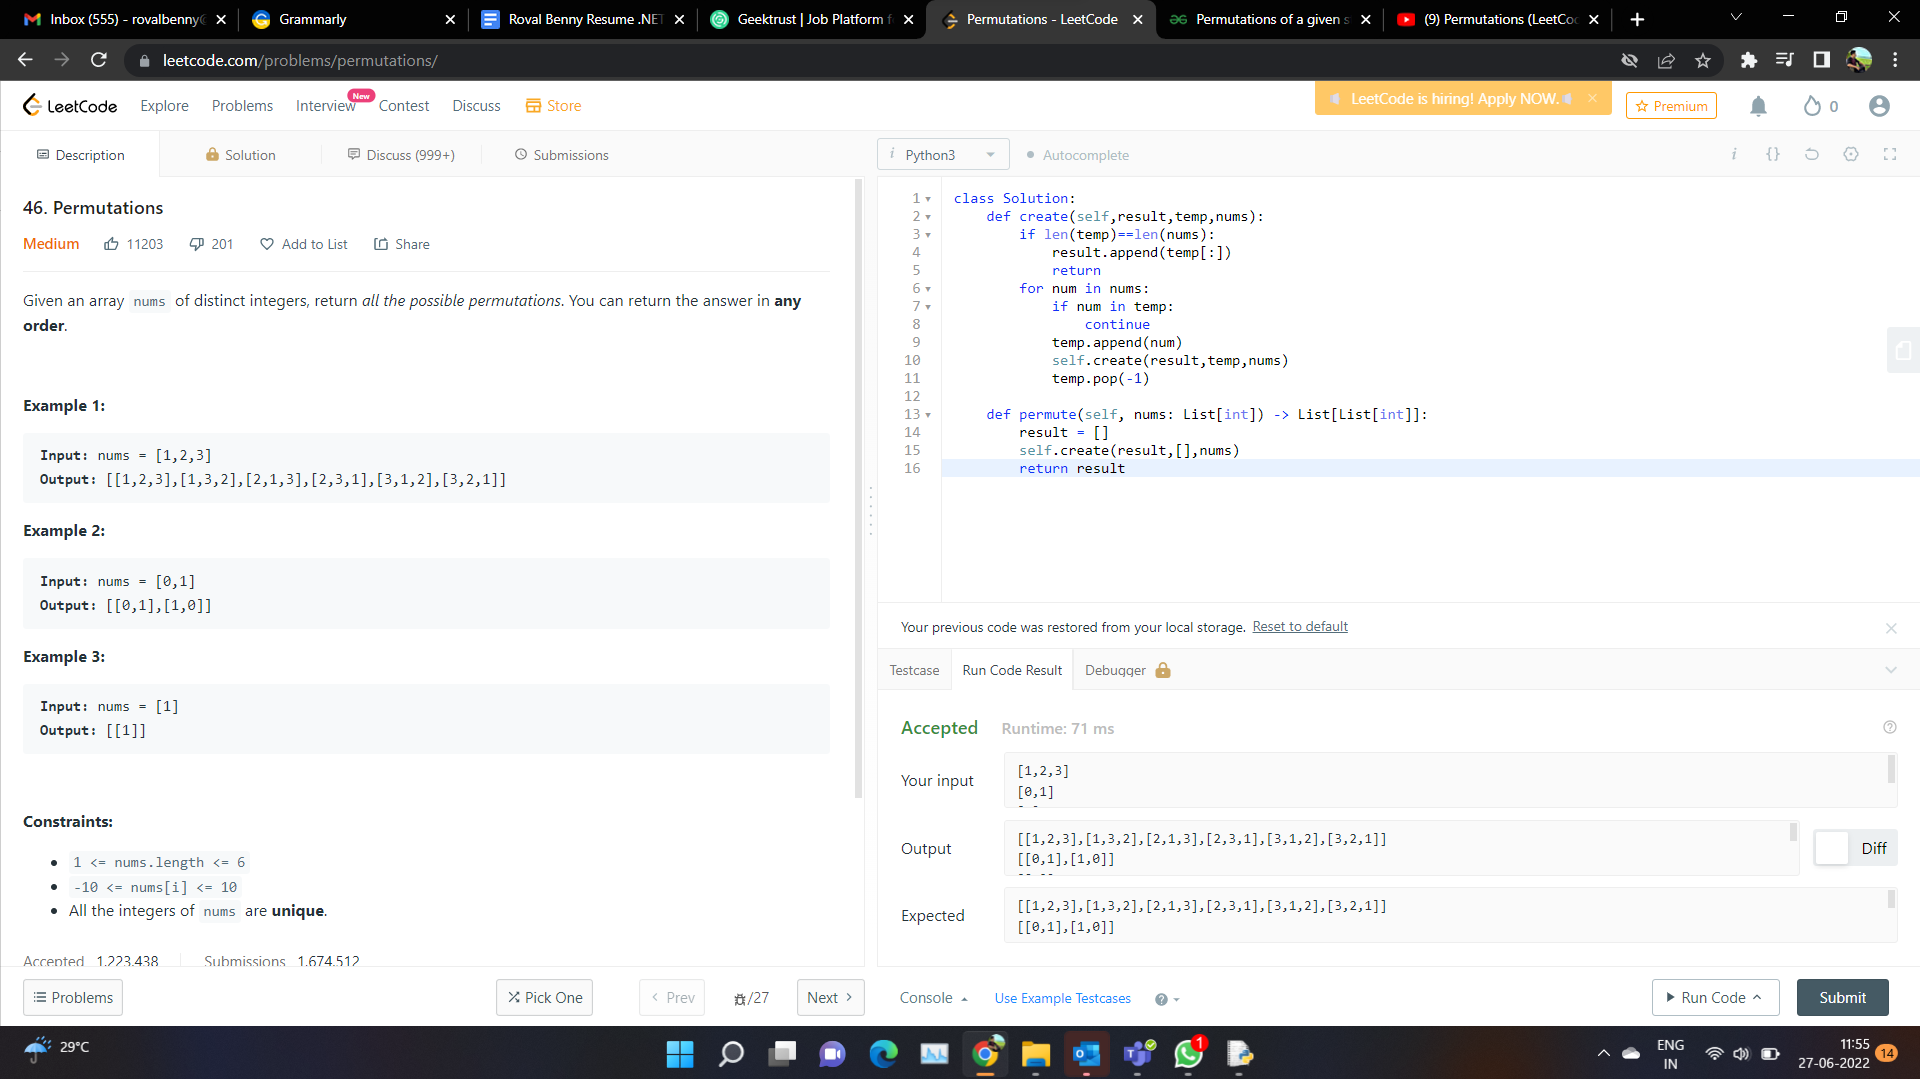 Inbox (555) - rovalbenny@
Grammarly
Roval Benny Resume .NET
Geektrust | Job Platform f
Permutations - LeetCode
Permutations of a given s
(9) Permutations (LeetCo
leetcode.com/problems/permutations/
LeetCode
Explore
Problems
Interview
New
Contest
Discuss
Store
LeetCode is hiring! Apply NOW.
Premium
0
Description
Solution
Discuss (999+)
Submissions
46. Permutations
Medium
11203
201
Add to List
Share
Given an array nums of distinct integers, return all the possible permutations. You can return the answer in any
order.
Example 1:
Input: nums = [1,2,3]
Output: [[1,2,3],[1,3,2],[2,1,3],[2,3,1],[3,1,2],[3,2,1]]
Example 2:
Input: nums = [0,1]
Output: [[0,1],[1,0]]
Example 3:
Input: nums = [1]
Output: [[1]]
Constraints:
1 <= nums.length <= 6
-10 <= nums[i] <= 10
All the integers of nums are unique.
Accepted 1,223,438
Submissions 1,674,512
Problems
Pick One
Prev
/27
Next
i Python3
Autocomplete
i
{}
1 class Solution:
2     def create(self,result,temp,nums):
3         if len(temp)==len(nums):
4             result.append(temp[:])
5             return
6         for num in nums:
7             if num in temp:
8                 continue
9             temp.append(num)
10             self.create(result,temp,nums)
11             temp.pop(-1)
12
13     def permute(self, nums: List[int]) -> List[List[int]]:
14         result = []
15         self.create(result,[],nums)
16         return result
Your previous code was restored from your local storage. Reset to default
Testcase
Run Code Result
Debugger
Accepted
Runtime: 71 ms
Your input
[1,2,3]
[0,1]
Output
[[1,2,3],[1,3,2],[2,1,3],[2,3,1],[3,1,2],[3,2,1]]
[[0,1],[1,0]]
Diff
Expected
[[1,2,3],[1,3,2],[2,1,3],[2,3,1],[3,1,2],[3,2,1]]
[[0,1],[1,0]]
Console
Use Example Testcases
Run Code
Submit
29°C
1
ENG
IN
11:55
27-06-2022
14